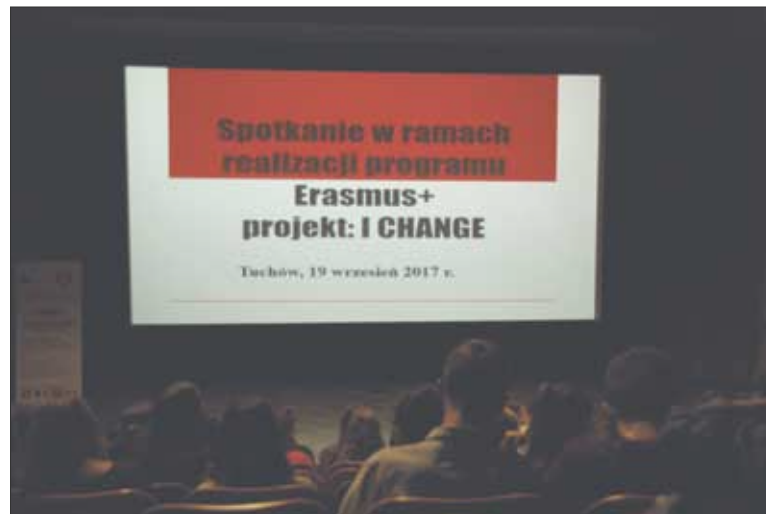 Spotkanie w ramach
realizacji programu
Erasmus+
projekt: I CHANGE
Tuchów, 19 wrzesień 2017 r.